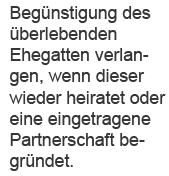 Begünstigung des
überlebenden
Ehegatten verlan-
gen, wenn dieser
wieder heiratet oder
eine eingetragene
Partnerschaft be-
gründet.